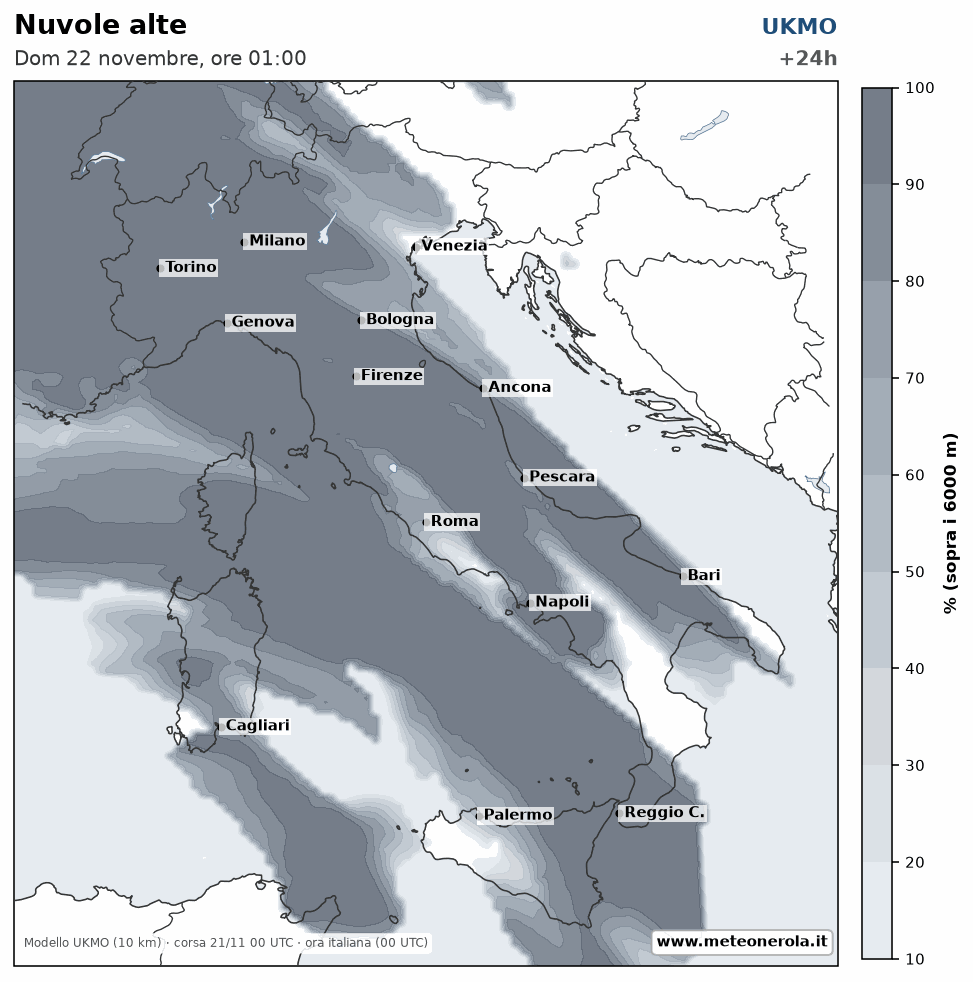 Nuvole alte
UKMO
Dom 22 novembre, ore 01:00
+24h
Milano
Venezia
Torino
Genova
Bologna
Firenze
Ancona
Pescara
Roma
Bari
Napoli
Cagliari
Palermo
Reggio C.
100
90
80
70
60
50
40
30
20
10
% (sopra i 6000 m)
Modello UKMO (10 km) · corsa 21/11 00 UTC · ora italiana (00 UTC)
www.meteonerola.it